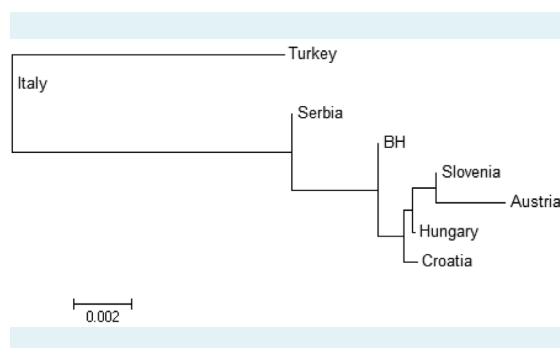 Turkey
Italy
Serbia
BH
Slovenia
Austria
Hungary
Croatia
0.002